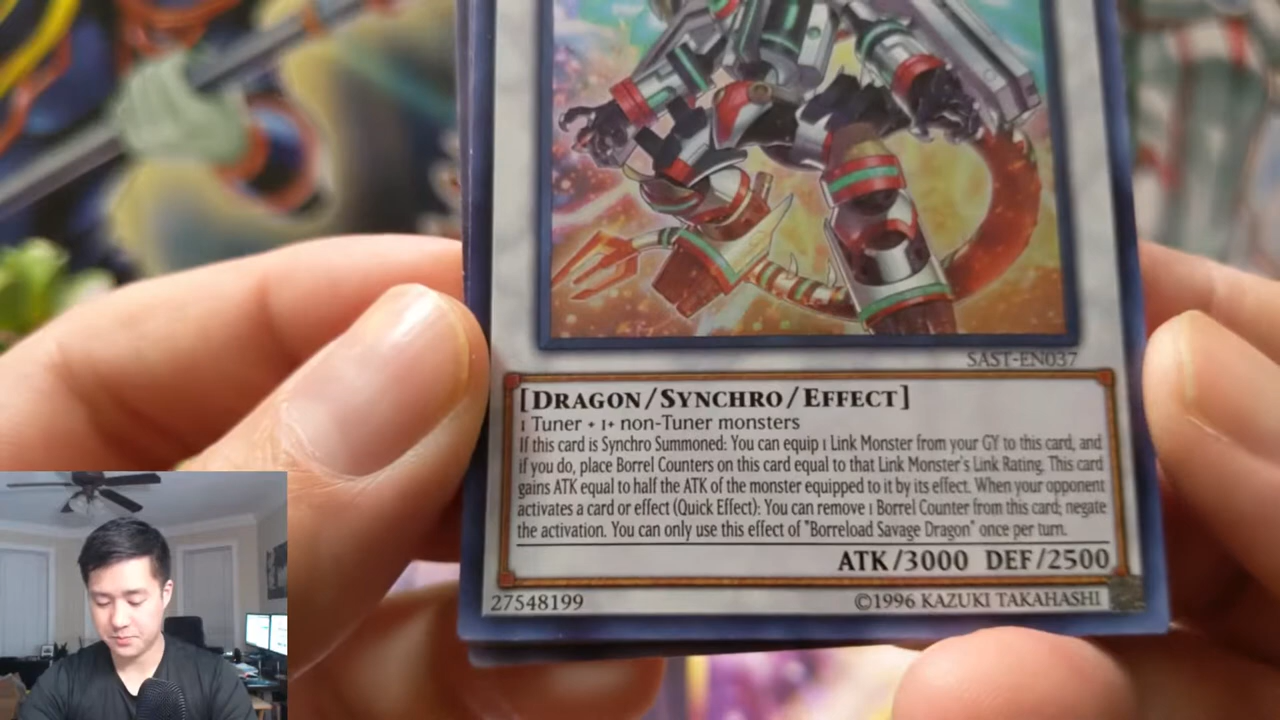 SAST-EN037
[DRAGON/SYNCHRO/EFFECT]
1 Tuner + 1+ non-Tuner monsters
If this card is Synchro Summoned: You can equip 1 Link Monster from your GY to this card, and
if you do, place Borrel Counters on this card equal to that Link Monster's Link Rating. This card
gains ATK equal to half the ATK of the monster equipped to it by its effect. When your opponent
activates a card or effect (Quick Effect): You can remove 1 Borrel Counter from this card; negate
the activation. You can only use this effect of "Borreload Savage Dragon" once per turn.
ATK/3000 DEF/2500
27548199
©1996 KAZUKI TAKAHASHI